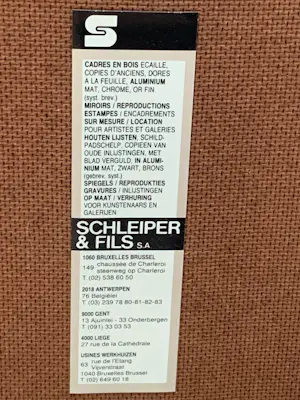 S
CADRES EN BOIS ECAILLE,
COPIES D'ANCIENS, DORES
A LA FEUILLE, ALUMINIUM
MAT, CHROME, OR FIN
(syst. brev.)
MIROIRS / REPRODUCTIONS
ESTAMPES / ENCADREMENTS
SUR MESURE / LOCATION
POUR ARTISTES ET GALERIES
HOUTEN LIJSTEN, SCHILD-
PADSCHELP, COPIEEN VAN
OUDE INLIJSTINGEN, MET
BLAD VERGULD, IN ALUMI-
NIUM MAT, ZWART, BRONS
(gebrev. syst.)
SPIEGELS / REPRODUKTIES
GRAVURES / INLIJSTINGEN
OP MAAT / VERHURING
VOOR KUNSTENAARS EN
GALERIJEN
SCHLEIPER
& FILS S.A
1060 BRUXELLES BRUSSEL
149 chaussée de Charleroi
steenweg op Charleroi
T (02) 538 60 50
2018 ANTWERPEN
76 Belgiëlei
T (03) 239 78 80-81-82-83
9000 GENT
13 Ajuinlei - 33 Onderbergen
T (091) 33 03 53
4000 LIEGE
27 rue de la Cathédrale
USINES WERKHUIZEN
63 rue de l'Etang
Vijverstraat
1040 Bruxelles Brussel
T (02) 649 60 18